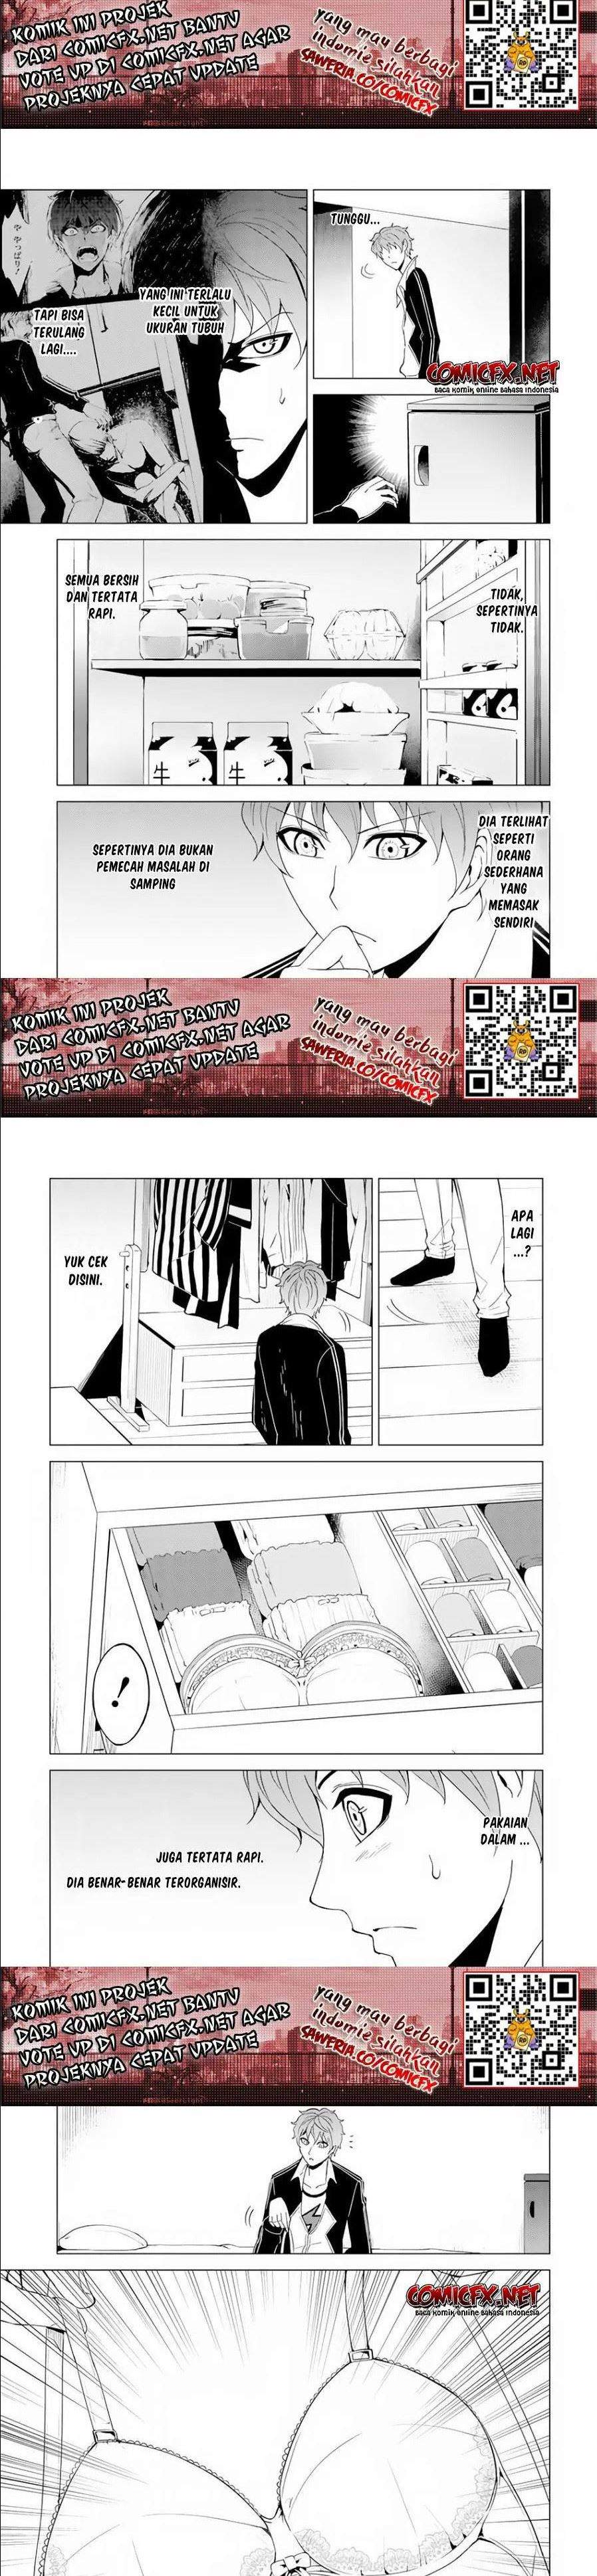 KOMIK INI PROJEK
DARI COMICFX.NET BANTU
VOTE UP DI COMICFX.NET AGAR
PROJEKNYA CEPAT UPDATE
yang mau berbagi
indomie silahkan
SAWERIA.CO/COMICFX
TUNGGU...
COMICFX.NET
Baca komik online Bahasa Indonesia
YANG INI TERLALU
KECIL UNTUK
UKURAN TUBUH
や やっぱり!
TAPI BISA
TERULANG
LAGI....
TIDAK,
SEPERTINYA
TIDAK.
SEMUA BERSIH
DAN TERTATA
RAPI.
牛
牛
DIA TERLIHAT
SEPERTI
ORANG
SEDERHANA
YANG
MEMASAK
SENDIRI
SEPERTINYA DIA BUKAN
PEMECAH MASALAH DI
SAMPING
KOMIK INI PROJEK
DARI COMICFX.NET BANTU
VOTE UP DI COMICFX.NET AGAR
PROJEKNYA CEPAT UPDATE
yang mau berbagi
indomie silahkan
SAWERIA.CO/COMICFX
APA
LAGI
...?
YUK CEK
DISINI.
!
PAKAIAN
DALAM ...
JUGA TERTATA RAPI.
DIA BENAR-BENAR TERORGANISIR.
KOMIK INI PROJEK
DARI COMICFX.NET BANTU
VOTE UP DI COMICFX.NET AGAR
PROJEKNYA CEPAT UPDATE
yang mau berbagi
indomie silahkan
SAWERIA.CO/COMICFX
COMICFX.NET
Baca komik online Bahasa Indonesia